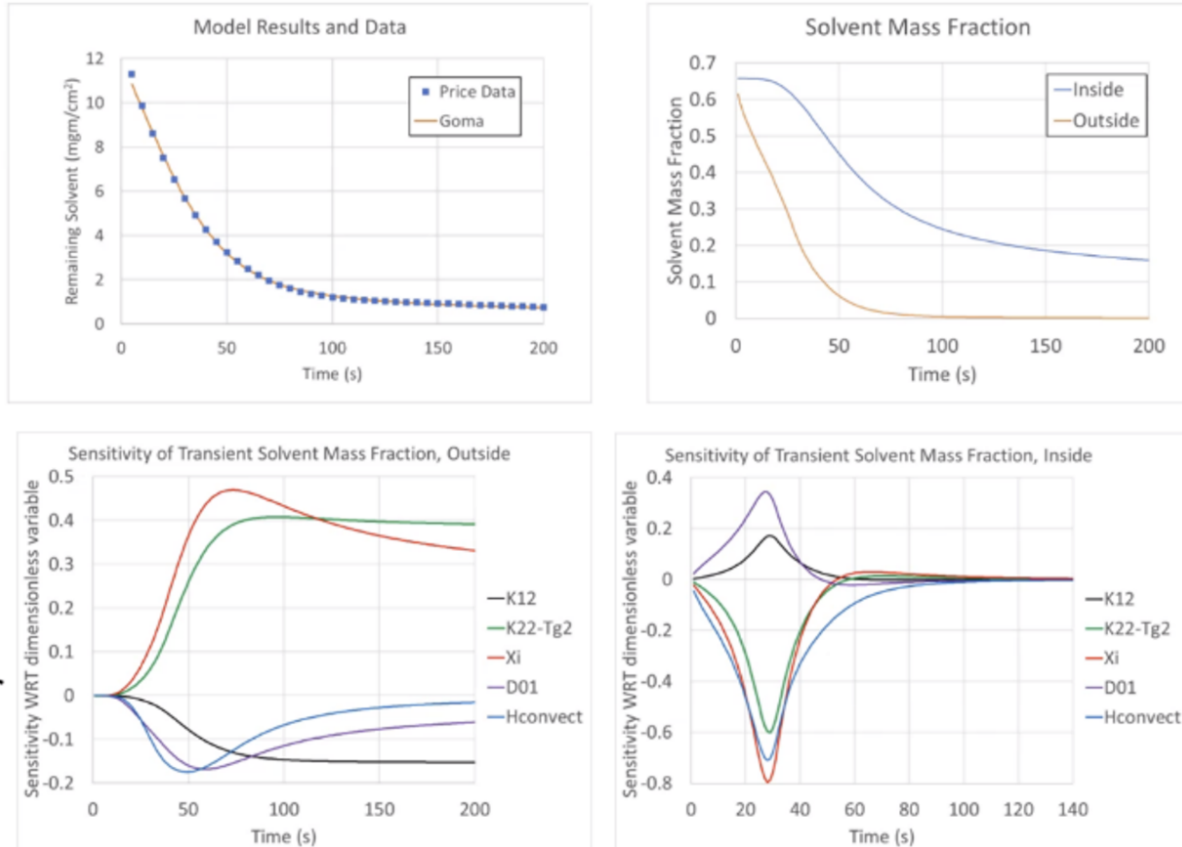 Model Results and Data
Remaining Solvent (mgm/cm²)
12
10
8
6
4
2
0
Price Data
Goma
0 50 100 150 200
Time (s)
Solvent Mass Fraction
Solvent Mass Fraction
0.7
0.6
0.5
0.4
0.3
0.2
0.1
0
Inside
Outside
0 50 100 150 200
Time (s)
Sensitivity of Transient Solvent Mass Fraction, Outside
Sensitivity WRT dimensionless variable
0.5
0.4
0.3
0.2
0.1
0
-0.1
-0.2
K12
K22-Tg2
Xi
D01
Hconvect
0 50 100 150 200
Time (s)
Sensitivity of Transient Solvent Mass Fraction, Inside
Sensitivity WRT dimensionless variable
0.4
0.2
0
-0.2
-0.4
-0.6
-0.8
K12
K22-Tg2
Xi
D01
Hconvect
0 20 40 60 80 100 120 140
Time (s)